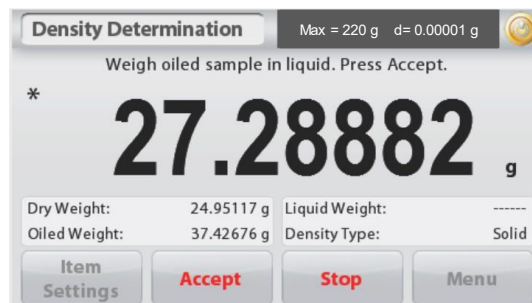 Density Determination Max = 220 g d= 0.00001 g
Weigh oiled sample in liquid. Press Accept.
*
27.28882 g
Dry Weight: 24.95117 g Liquid Weight: ------
Oiled Weight: 37.42676 g Density Type: Solid
Item Settings Accept Stop Menu